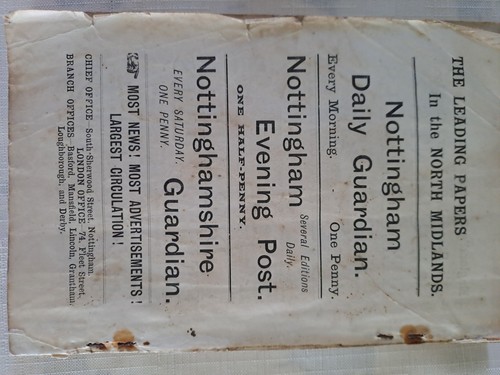 THE LEADING PAPERS
In the NORTH MIDLANDS.
Nottingham
Daily Guardian.
Every Morning. - One Penny.
Nottingham Several Editions Daily.
Evening Post.
ONE HALF-PENNY.
Nottinghamshire
EVERY SATURDAY. ONE PENNY. Guardian.
MOST NEWS! MOST ADVERTISEMENTS!
LARGEST CIRCULATION!
CHIEF OFFICE—South Sherwood Street, Nottingham.
LONDON OFFICE—74, Fleet Street.
BRANCH OFFICES—Basford, Mansfield, Lincoln, Grantham,
Loughborough, and Derby.